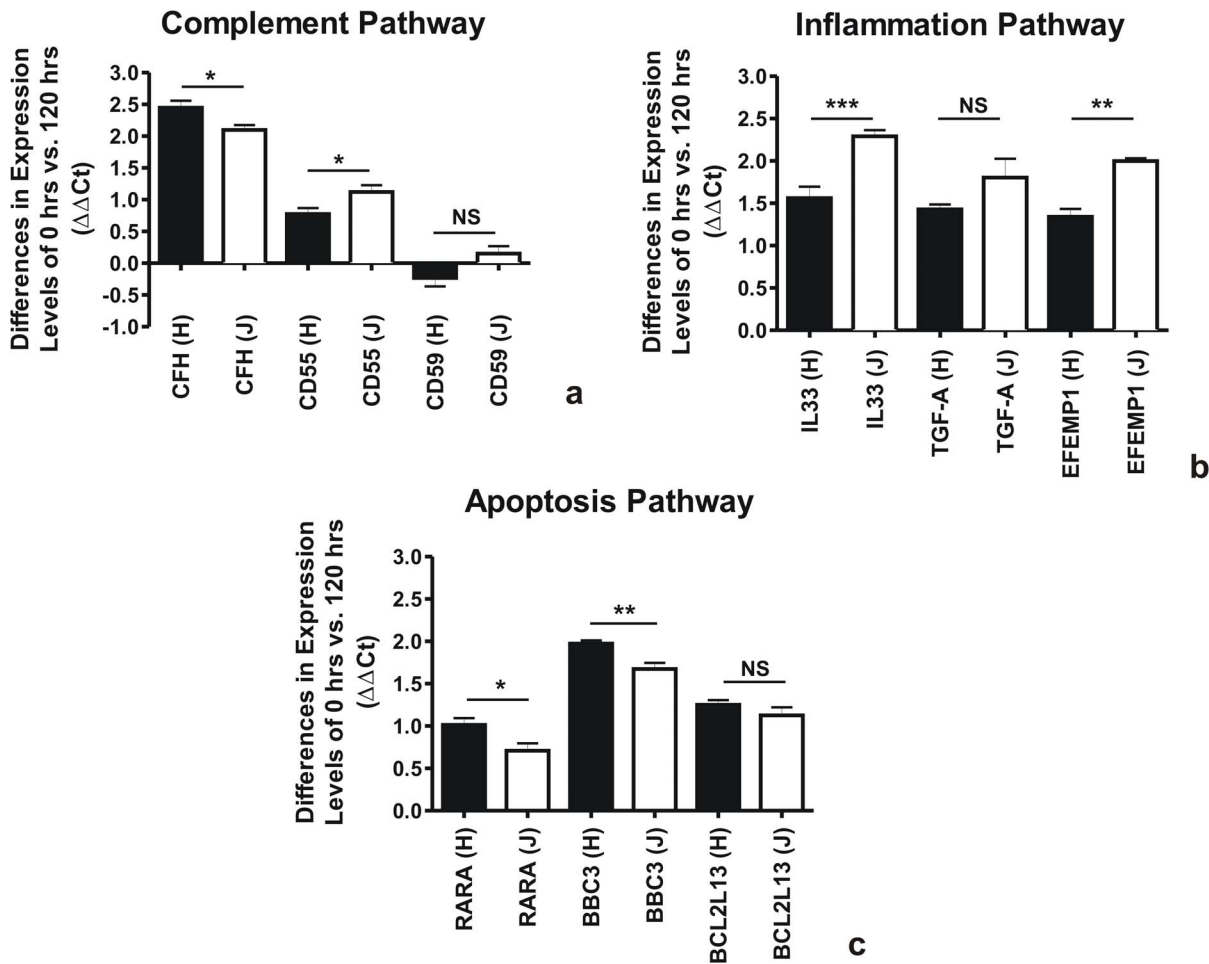 Complement Pathway
Differences in Expression
Levels of 0 hrs vs. 120 hrs
(ΔΔCt)
3.0
2.5
2.0
1.5
1.0
0.5
0.0
-0.5
-1.0
*
*
NS
CFH (H)
CFH (J)
CD55 (H)
CD55 (J)
CD59 (H)
CD59 (J)
a
Inflammation Pathway
Differences in Expression
Levels of 0 hrs vs. 120 hrs
(ΔΔCt)
3.0
2.5
2.0
1.5
1.0
0.5
0.0
***
NS
**
IL33 (H)
IL33 (J)
TGF-A (H)
TGF-A (J)
EFEMP1 (H)
EFEMP1 (J)
b
Apoptosis Pathway
Differences in Expression
Levels of 0 hrs vs. 120 hrs
(ΔΔCt)
3.0
2.5
2.0
1.5
1.0
0.5
0.0
*
**
NS
RARA (H)
RARA (J)
BBC3 (H)
BBC3 (J)
BCL2L13 (H)
BCL2L13 (J)
c